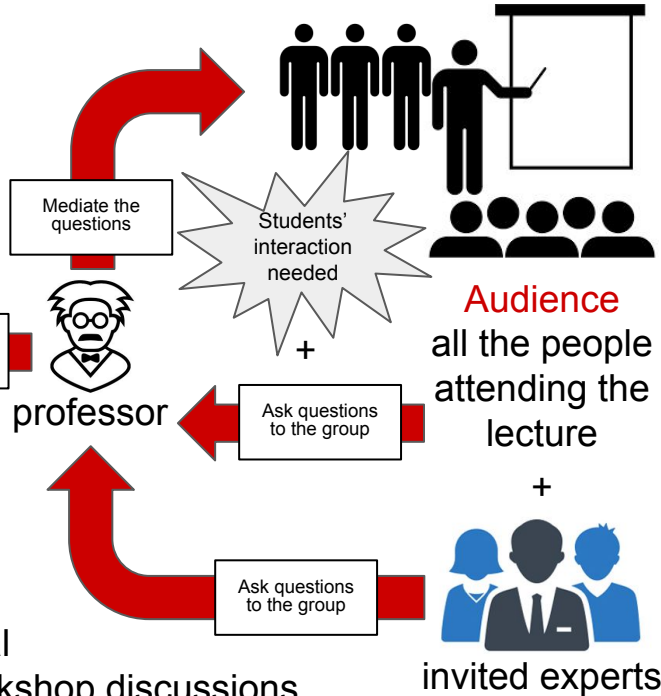 Mediate the
questions
Students’
interaction
needed
Audience
all the people
attending the
lecture
+
professor
Ask questions
to the group
+
Ask questions
to the group
invited experts
discussions